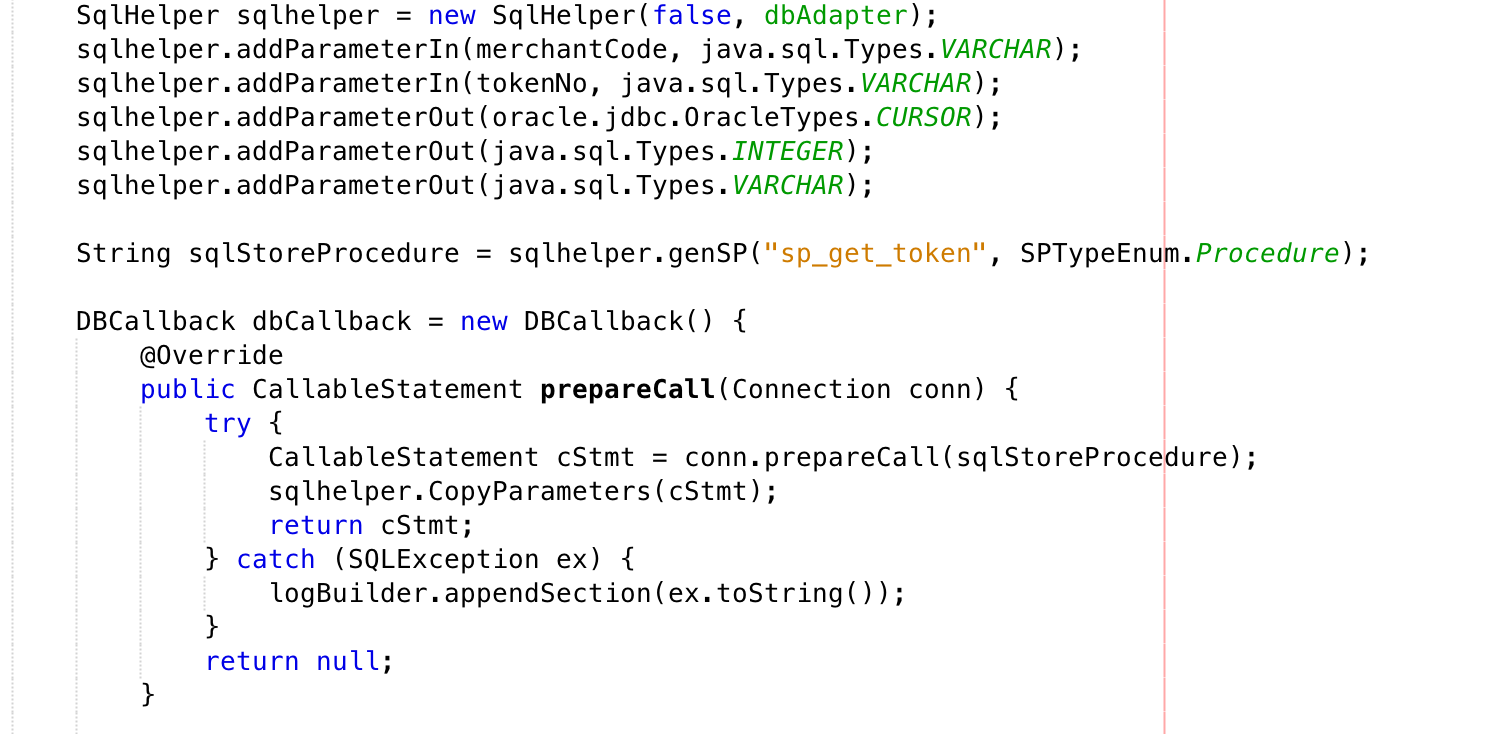 SqlHelper sqlhelper = new SqlHelper(false, dbAdapter);
sqlhelper.addParameterIn(merchantCode, java.sql.Types.VARCHAR);
sqlhelper.addParameterIn(tokenNo, java.sql.Types.VARCHAR);
sqlhelper.addParameterOut(oracle.jdbc.OracleTypes.CURSOR);
sqlhelper.addParameterOut(java.sql.Types.INTEGER);
sqlhelper.addParameterOut(java.sql.Types.VARCHAR);

String sqlStoreProcedure = sqlhelper.genSP("sp_get_token", SPTypeEnum.Procedure);

DBCallback dbCallback = new DBCallback() {
    @Override
    public CallableStatement prepareCall(Connection conn) {
        try {
            CallableStatement cStmt = conn.prepareCall(sqlStoreProcedure);
            sqlhelper.CopyParameters(cStmt);
            return cStmt;
        } catch (SQLException ex) {
            logBuilder.appendSection(ex.toString());
        }
        return null;
    }